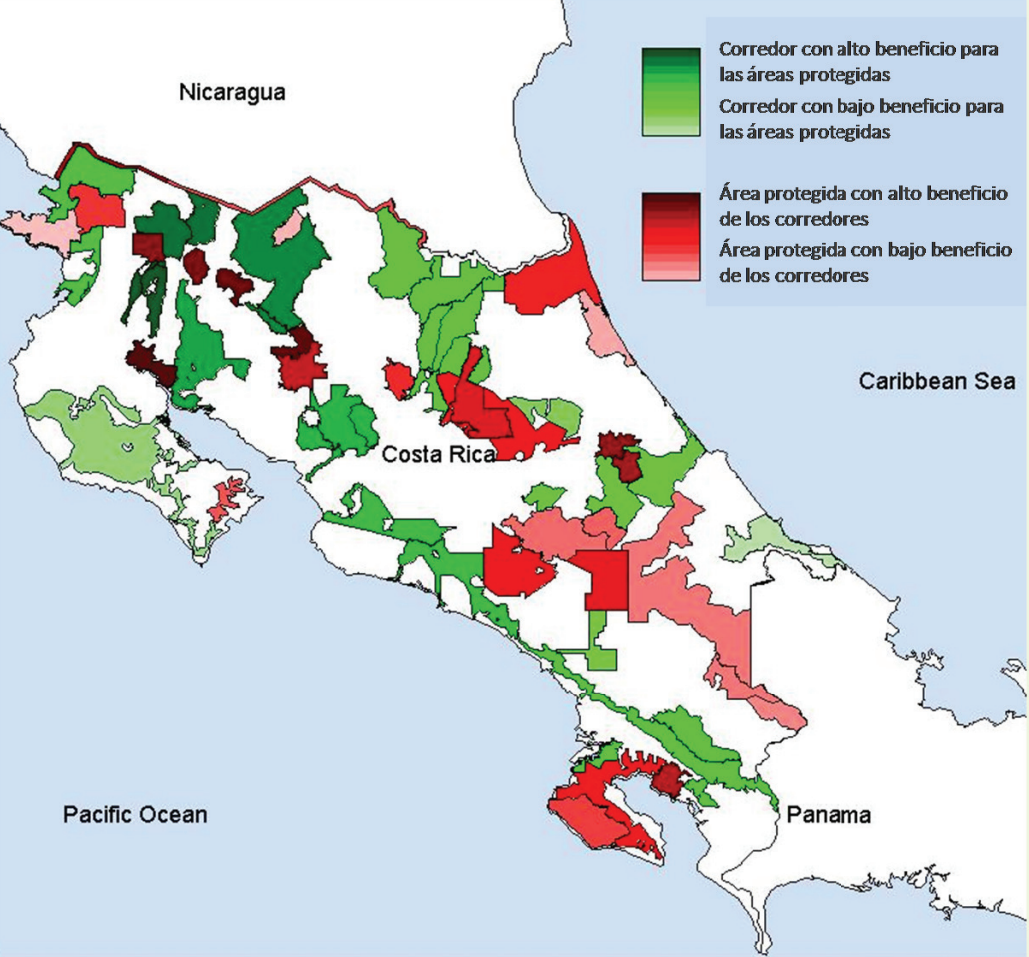 Corredor con alto beneficio para
las áreas protegidas
Corredor con bajo beneficio para
las áreas protegidas
Área protegida con alto beneficio
de los corredores
Área protegida con bajo beneficio
de los corredores
Nicaragua
Caribbean Sea
Costa Rica
Pacific Ocean
Panama